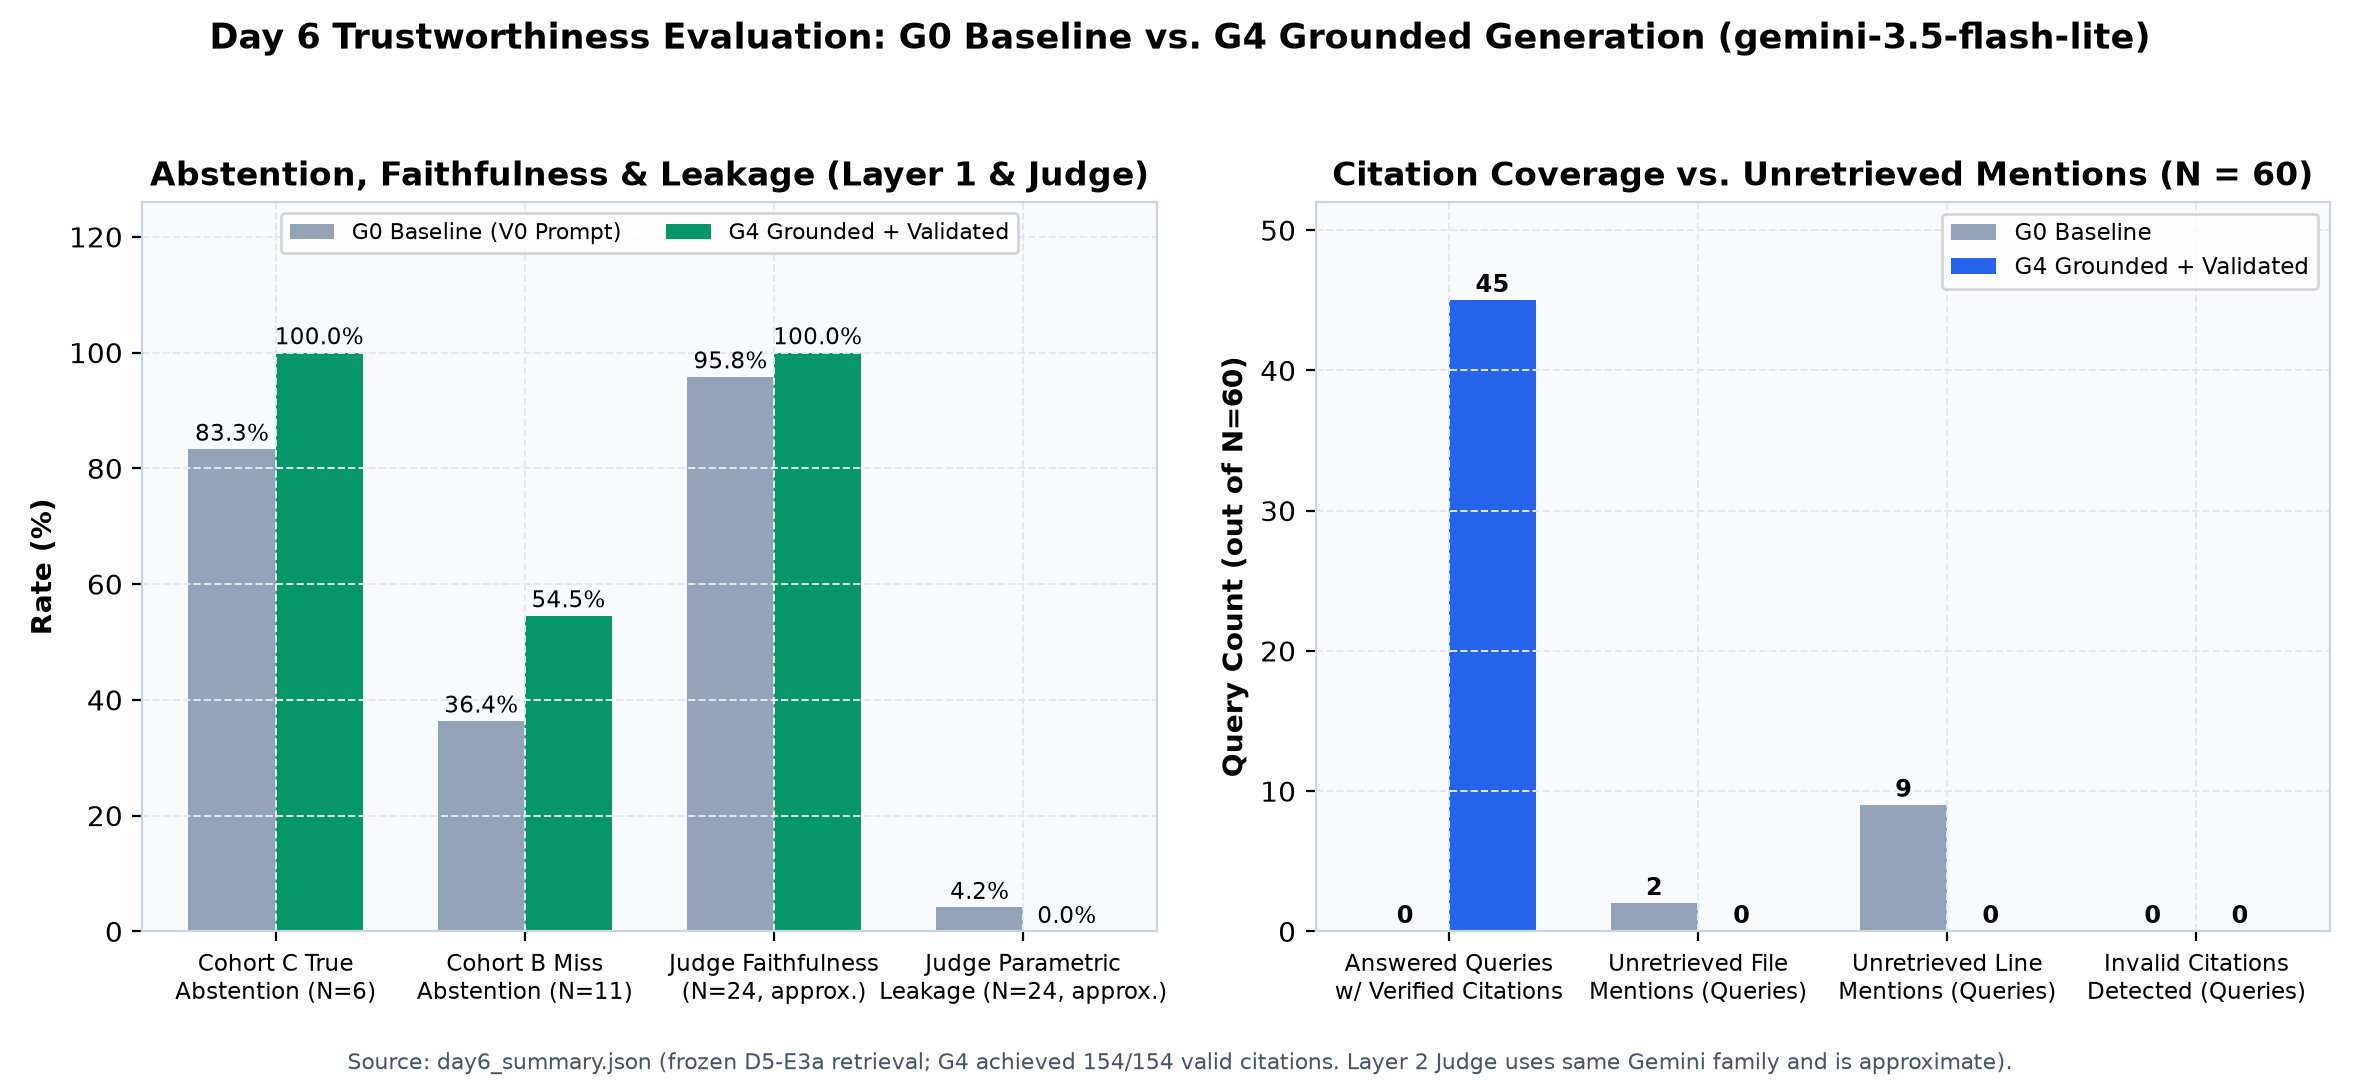 Day 6 Trustworthiness Evaluation: G0 Baseline vs. G4 Grounded Generation (gemini-3.5-flash-lite)
Abstention, Faithfulness & Leakage (Layer 1 & Judge)
G0 Baseline (V0 Prompt)
G4 Grounded + Validated
Rate (%)
120
100
80
60
40
20
0
83.3%
100.0%
36.4%
54.5%
95.8%
100.0%
4.2%
0.0%
Cohort C True
Abstention (N=6)
Cohort B Miss
Abstention (N=11)
Judge Faithfulness
(N=24, approx.)
Judge Parametric
Leakage (N=24, approx.)
Citation Coverage vs. Unretrieved Mentions (N = 60)
G0 Baseline
G4 Grounded + Validated
Query Count (out of N=60)
50
40
30
20
10
0
0
45
2
0
9
0
0
0
Answered Queries
w/ Verified Citations
Unretrieved File
Mentions (Queries)
Unretrieved Line
Mentions (Queries)
Invalid Citations
Detected (Queries)
Source: day6_summary.json (frozen D5-E3a retrieval; G4 achieved 154/154 valid citations. Layer 2 Judge uses same Gemini family and is approximate).